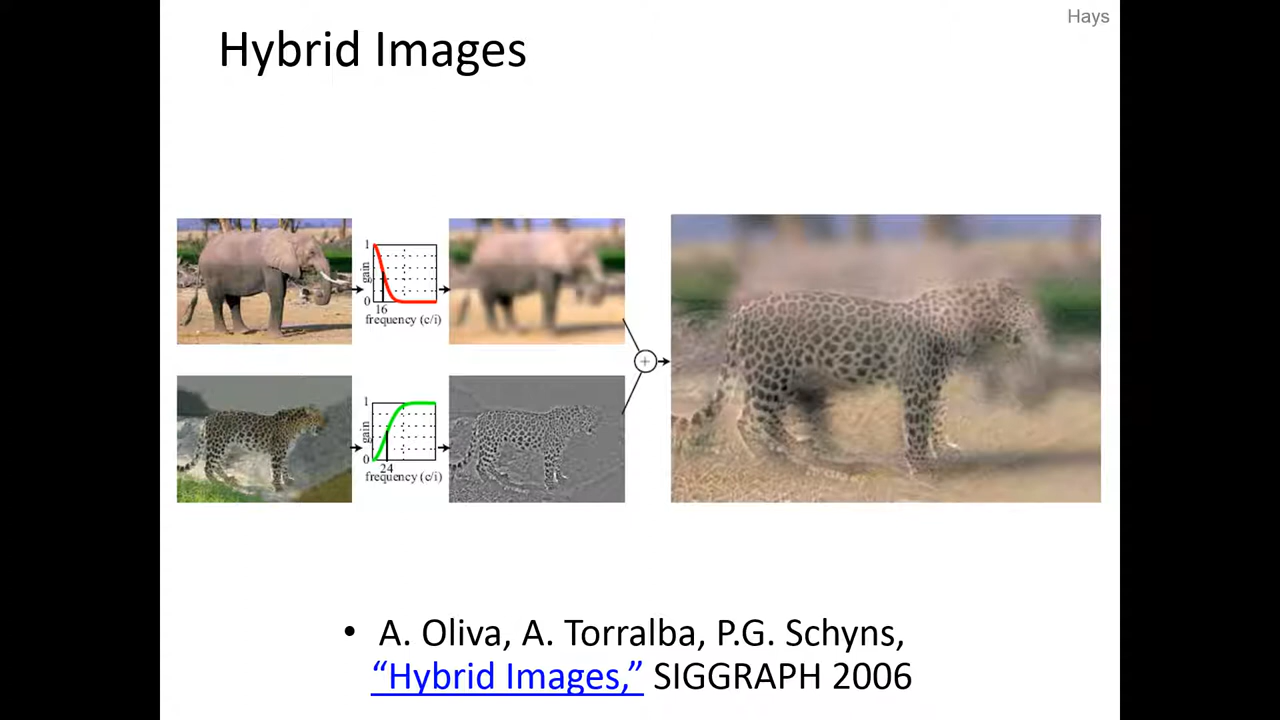 Hays
Hybrid Images
1
gain
0
16
frequency (c/i)
+
1
gain
0
24
frequency (c/i)
• A. Oliva, A. Torralba, P.G. Schyns,
“Hybrid Images,” SIGGRAPH 2006